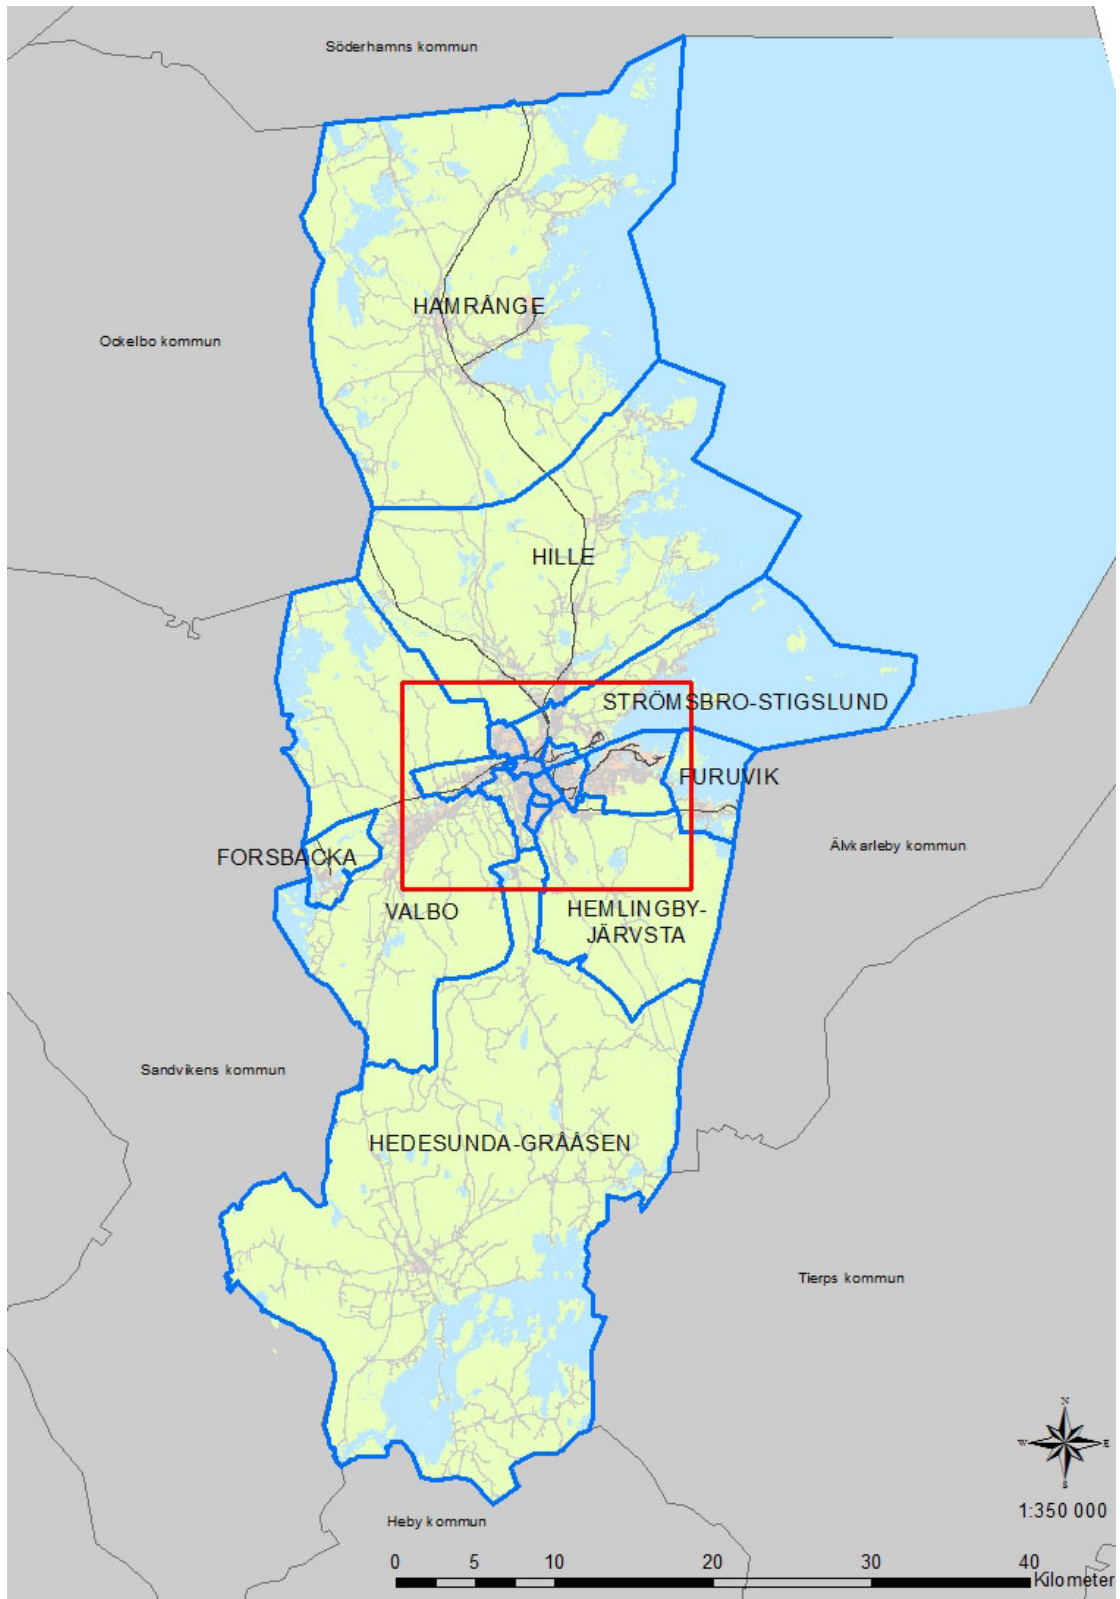 Söderhamns kommun
HAMRÅNGE
Ockelbo kommun
HILLE
STRÖMSBRO-STIGSLUND
FURUVIK
FORSBACKA
Älvkarleby kommun
VALBO
HEMLINGBY-
JÄRVSTA
Sandvikens kommun
HEDESUNDA-GRÅÅSEN
Tierps kommun
N
W E
S
1:350 000
Heby kommun
0 5 10 20 30 40
Kilometer